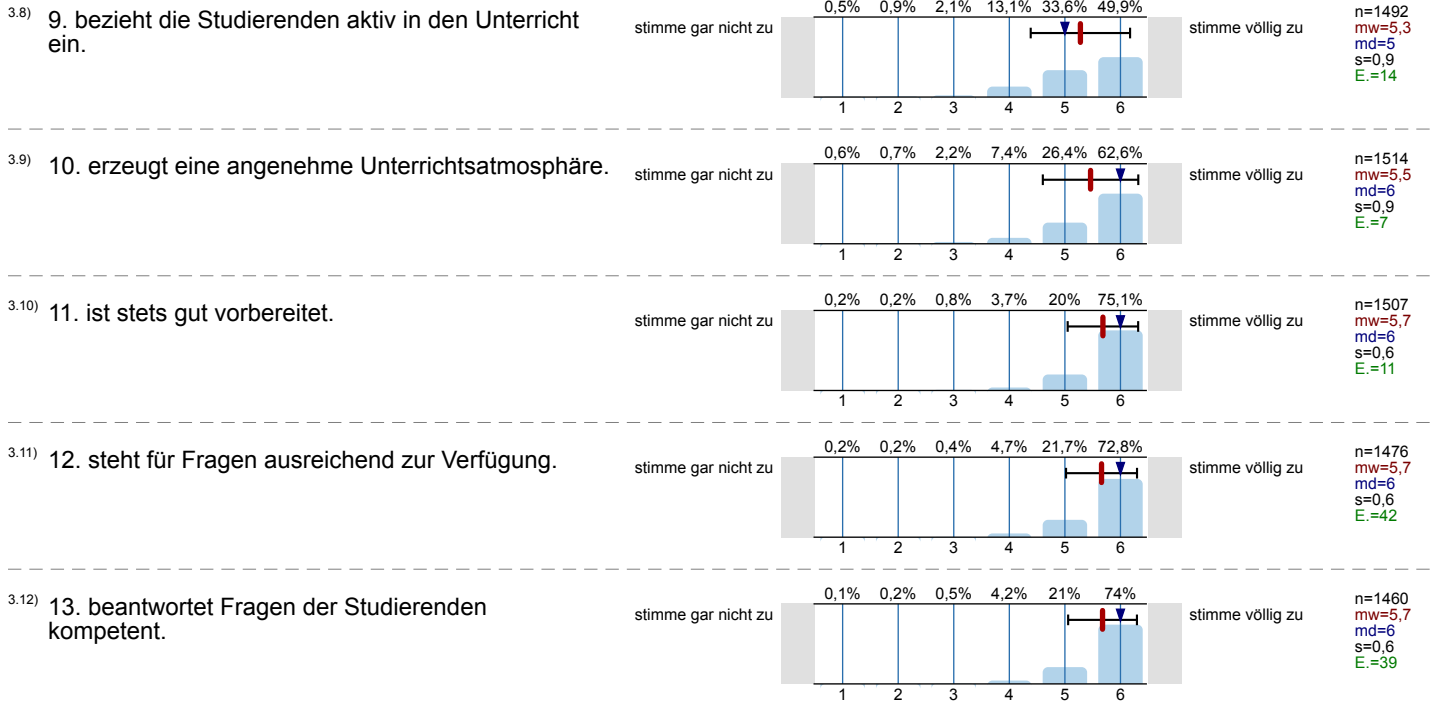 3.8) 9. bezieht die Studierenden aktiv in den Unterricht
ein.
stimme gar nicht zu
0,5% 0,9% 2,1% 13,1% 33,6% 49,9%
1 2 3 4 5 6
stimme völlig zu
n=1492
mw=5,3
md=5
s=0,9
E.=14
3.9) 10. erzeugt eine angenehme Unterrichtsatmosphäre.
stimme gar nicht zu
0,6% 0,7% 2,2% 7,4% 26,4% 62,6%
1 2 3 4 5 6
stimme völlig zu
n=1514
mw=5,5
md=6
s=0,9
E.=7
3.10) 11. ist stets gut vorbereitet.
stimme gar nicht zu
0,2% 0,2% 0,8% 3,7% 20% 75,1%
1 2 3 4 5 6
stimme völlig zu
n=1507
mw=5,7
md=6
s=0,6
E.=11
3.11) 12. steht für Fragen ausreichend zur Verfügung.
stimme gar nicht zu
0,2% 0,2% 0,4% 4,7% 21,7% 72,8%
1 2 3 4 5 6
stimme völlig zu
n=1476
mw=5,7
md=6
s=0,6
E.=42
3.12) 13. beantwortet Fragen der Studierenden
kompetent.
stimme gar nicht zu
0,1% 0,2% 0,5% 4,2% 21% 74%
1 2 3 4 5 6
stimme völlig zu
n=1460
mw=5,7
md=6
s=0,6
E.=39